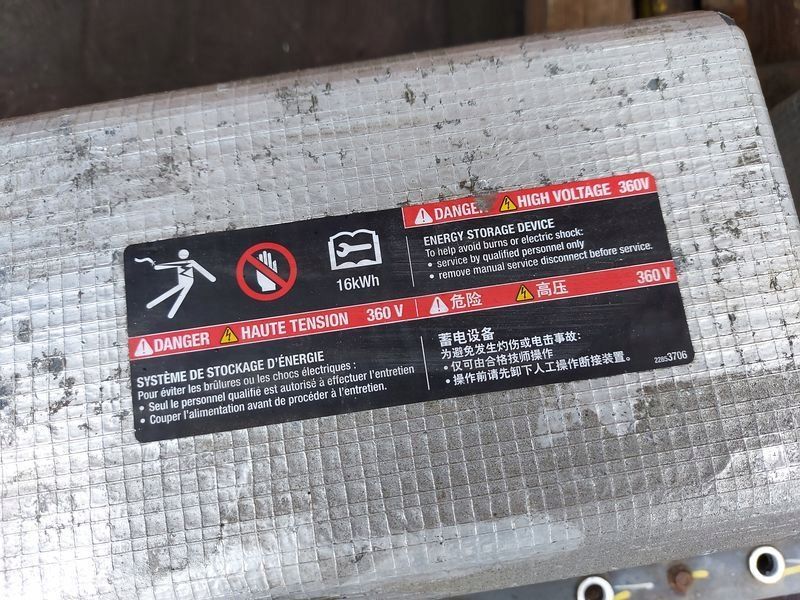 16kWh
DANGE HIGH VOLTAGE 360V
ENERGY STORAGE DEVICE
To help avoid burns or electric shock:
• service by qualified personnel only
• remove manual service disconnect before service.
DANGER HAUTE TENSION 360 V
SYSTÈME DE STOCKAGE D'ÉNERGIE
Pour éviter les brûlures ou les chocs électriques :
• Seul le personnel qualifié est autorisé à effectuer l'entretien
• Couper l'alimentation avant de procéder à l'entretien.
危险 高压 360 V
蓄电设备
为避免发生灼伤或电击事故:
• 仅可由合格技师操作
• 操作前请先卸下人工操作断接装置。
22853706